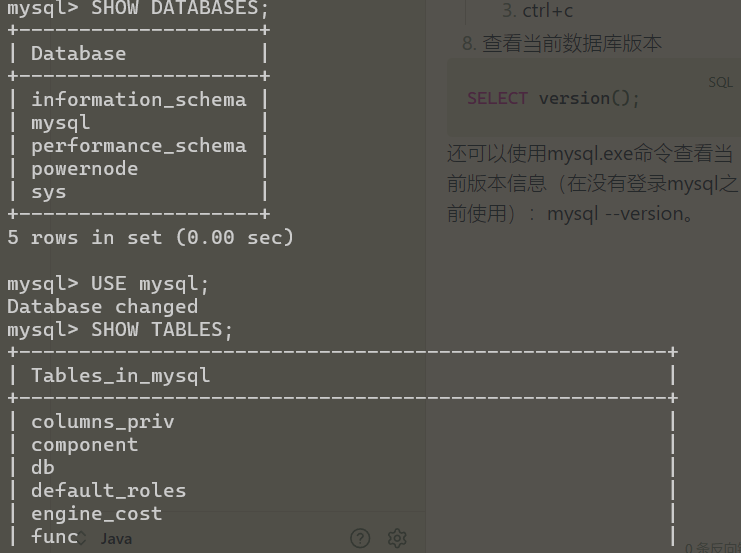 mysql> SHOW DATABASES;
+--------------------+
| Database           |
+--------------------+
| information_schema |
| mysql              |
| performance_schema |
| powernode          |
| sys                |
+--------------------+
5 rows in set (0.00 sec)
mysql> USE mysql;
Database changed
mysql> SHOW TABLES;
+------------------------------------------------------+
| Tables_in_mysql                                      |
+------------------------------------------------------+
| columns_priv                                         |
| component                                            |
| db                                                   |
| default_roles                                        |
| engine_cost                                          |
| func                                                 |
Java
3. ctrl+c
8. 查看当前数据库版本
SQL
SELECT version();
还可以使用mysql.exe命令查看当
前版本信息（在没有登录mysql之
前使用）：mysql --version。
0 条反向